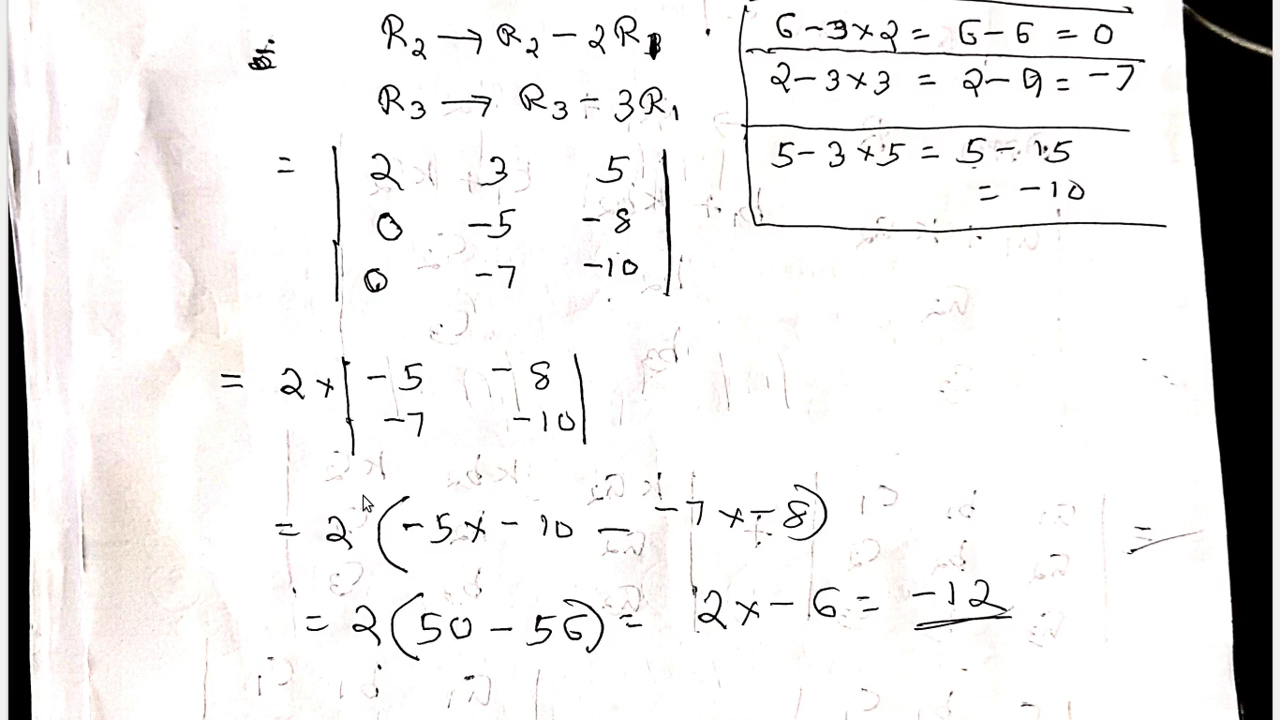 R₂ → R₂ - 2R₁
R₃ → R₃ - 3R₁
6-3×2 = 6-6 = 0
2-3×3 = 2-9 = -7
5-3×5 = 5-15
= -10
= | 2 3 5 |
| 0 -5 -8 |
| 0 -7 -10 |
= 2 × | -5 -8 |
| -7 -10 |
= 2 (-5×-10 - -7×-8)
=
= 2(50-56) = 2×-6 = -12